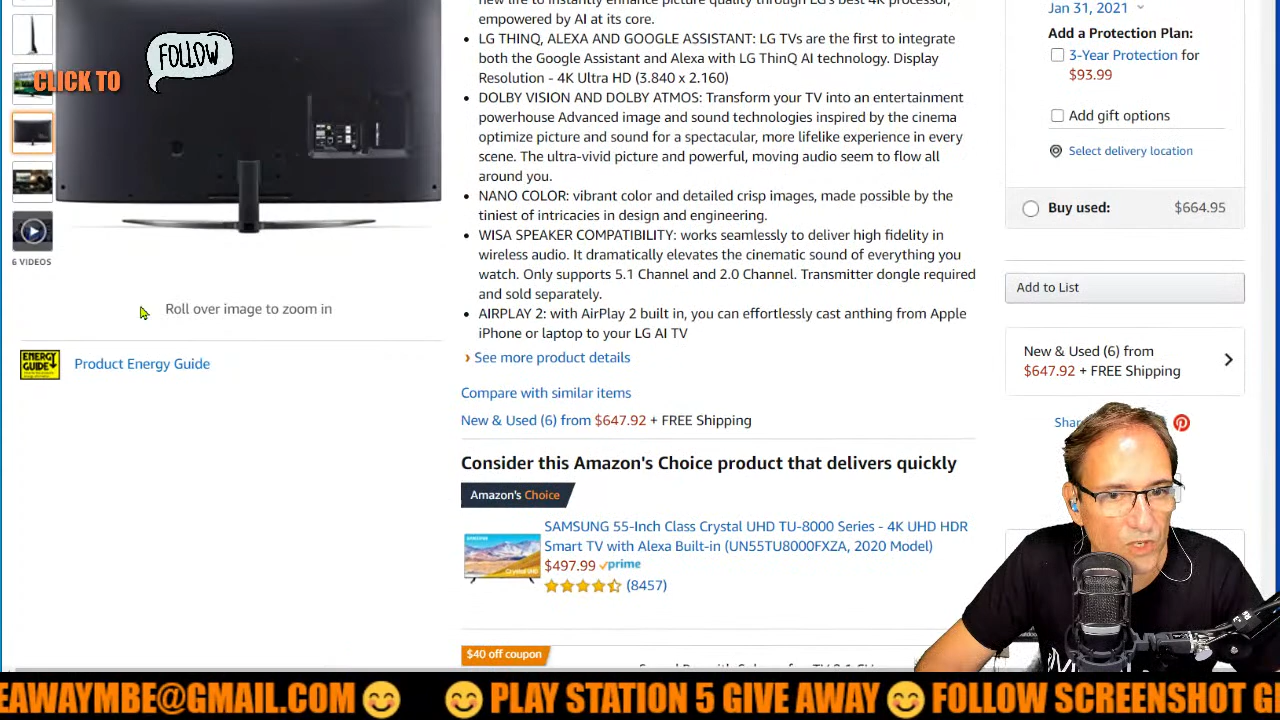 new life to instantly enhance picture quality through LG's best 4K processor,
empowered by AI at its core.
LG THINQ, ALEXA AND GOOGLE ASSISTANT: LG TVs are the first to integrate
both the Google Assistant and Alexa with LG ThinQ AI technology. Display
Resolution - 4K Ultra HD (3.840 x 2.160)
DOLBY VISION AND DOLBY ATMOS: Transform your TV into an entertainment
powerhouse Advanced image and sound technologies inspired by the cinema
optimize picture and sound for a spectacular, more lifelike experience in every
scene. The ultra-vivid picture and powerful, moving audio seem to flow all
around you.
NANO COLOR: vibrant color and detailed crisp images, made possible by the
tiniest of intricacies in design and engineering.
WISA SPEAKER COMPATIBILITY: works seamlessly to deliver high fidelity in
wireless audio. It dramatically elevates the cinematic sound of everything you
watch. Only supports 5.1 Channel and 2.0 Channel. Transmitter dongle required
and sold separately.
AIRPLAY 2: with AirPlay 2 built in, you can effortlessly cast anthing from Apple
iPhone or laptop to your LG AI TV
› See more product details
Compare with similar items
New & Used (6) from $647.92 + FREE Shipping
Consider this Amazon's Choice product that delivers quickly
Amazon's Choice
SAMSUNG 55-Inch Class Crystal UHD TU-8000 Series - 4K UHD HDR
Smart TV with Alexa Built-in (UN55TU8000FXZA, 2020 Model)
$497.99 prime
(8457)
$40 off coupon
CLICK TO
FOLLOW
6 VIDEOS
Roll over image to zoom in
ENERGY
GUIDE
Product Energy Guide
Jan 31, 2021
Add a Protection Plan:
3-Year Protection for
$93.99
Add gift options
Select delivery location
Buy used: $664.95
Add to List
New & Used (6) from
$647.92 + FREE Shipping
EAWAYMBE@GMAIL.COM PLAY STATION 5 GIVE AWAY FOLLOW SCREENSHOT